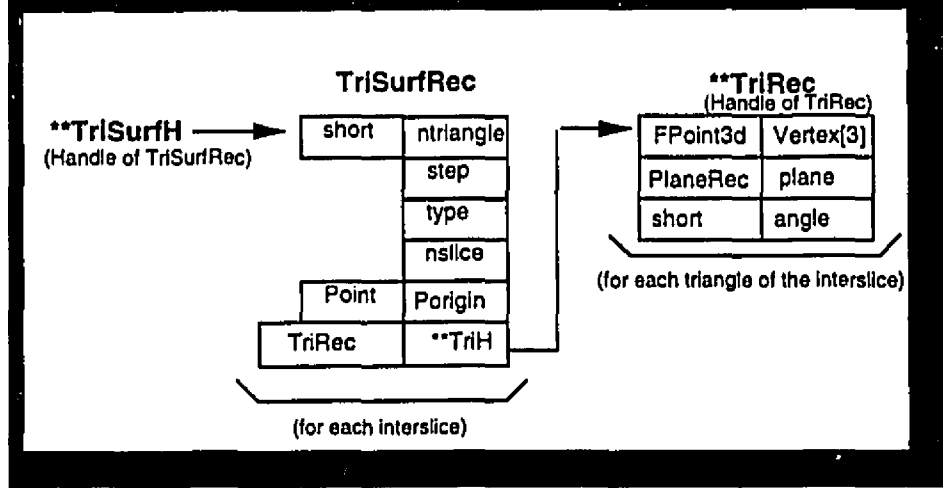 TriSurfRec
**TriSurfH
(Handle of TriSurfRec)
short ntriangle
step
type
nslice
Point Porigin
TriRec **TriH
(for each interslice)
**TriRec
(Handle of TriRec)
FPoint3d Vertex[3]
PlaneRec plane
short angle
(for each triangle of the interslice)